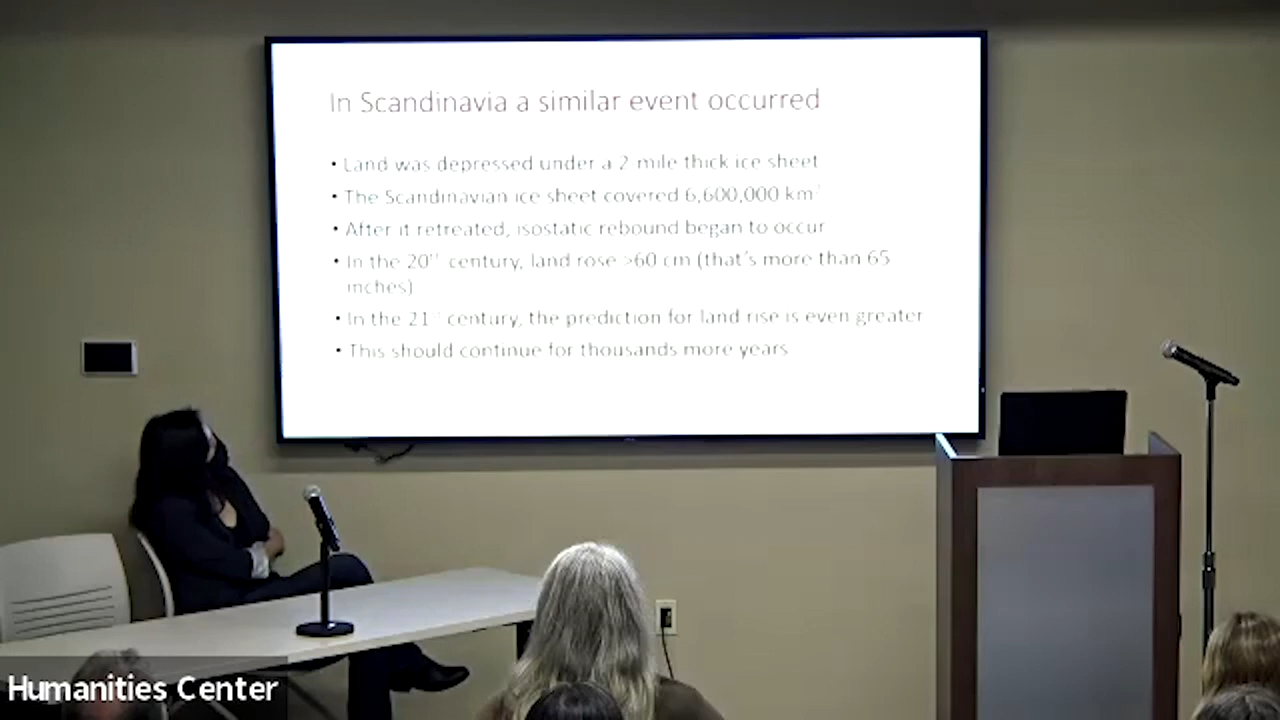 In Scandinavia a similar event occurred
• Land was depressed under a 2 mile thick ice sheet
• The Scandinavian ice sheet covered 6,600,000 km²
• After it retreated, isostatic rebound began to occur
• In the 20th century, land rose >60 cm (that's more than 65
inches)
• In the 21st century, the prediction for land rise is even greater
• This should continue for thousands more years
Humanities Center